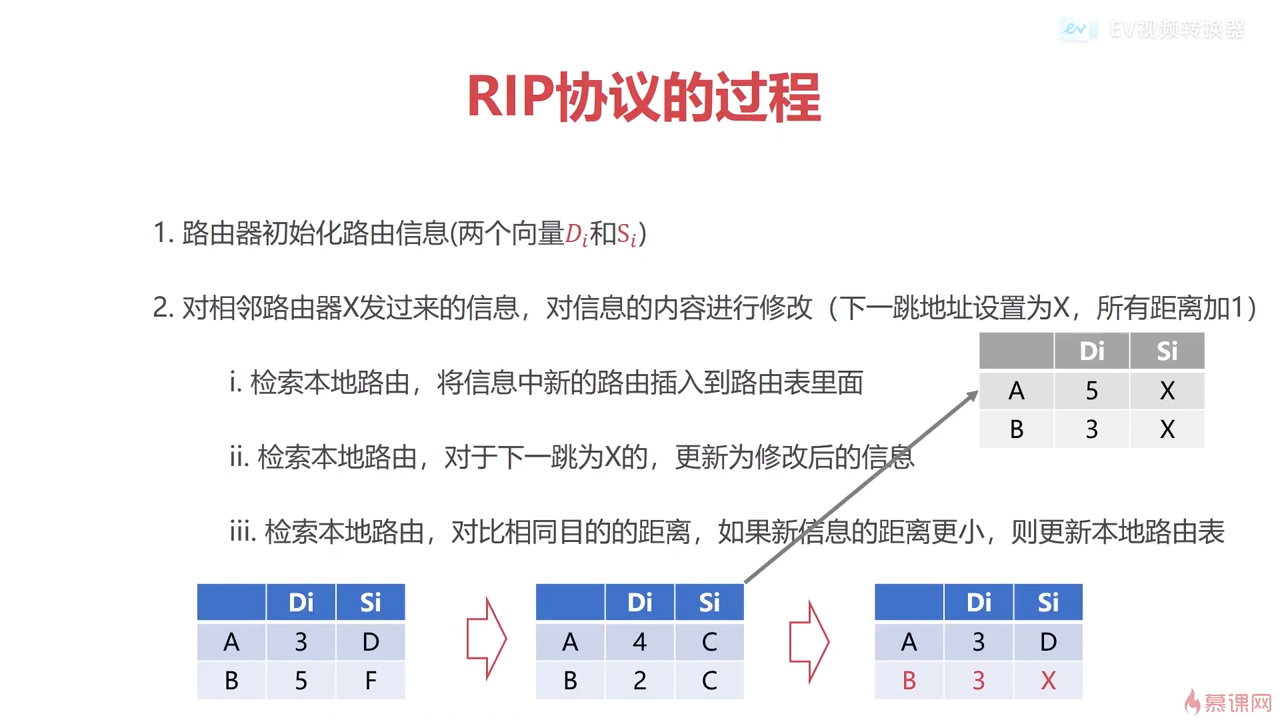 EV视频转换器
RIP协议的过程
1. 路由器初始化路由信息(两个向量Di和Si)
2. 对相邻路由器X发过来的信息，对信息的内容进行修改（下一跳地址设置为X，所有距离加1）
Di Si
A 5 X
B 3 X
i. 检索本地路由，将信息中新的路由插入到路由表里面
ii. 检索本地路由，对于下一跳为X的，更新为修改后的信息
iii. 检索本地路由，对比相同目的的距离，如果新信息的距离更小，则更新本地路由表
Di Si
A 3 D
B 5 F
Di Si
A 4 C
B 2 C
Di Si
A 3 D
B 3 X
慕课网